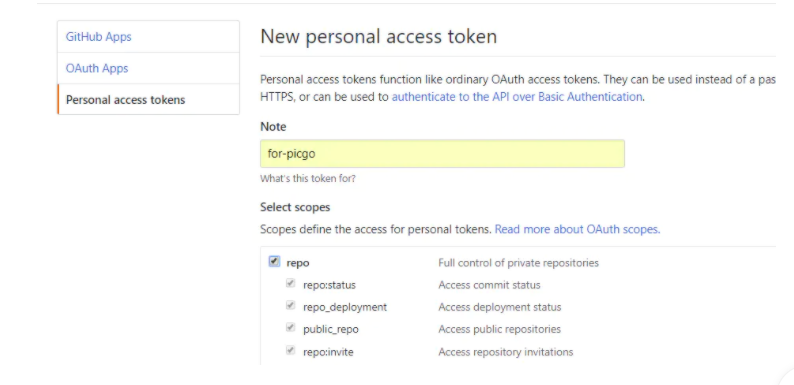 GitHub Apps
OAuth Apps
Personal access tokens
New personal access token
Personal access tokens function like ordinary OAuth access tokens. They can be used instead of a pas
HTTPS, or can be used to authenticate to the API over Basic Authentication.
Note
for-picgo
What's this token for?
Select scopes
Scopes define the access for personal tokens. Read more about OAuth scopes.
repo Full control of private repositories
repo:status Access commit status
repo_deployment Access deployment status
public_repo Access public repositories
repo:invite Access repository invitations